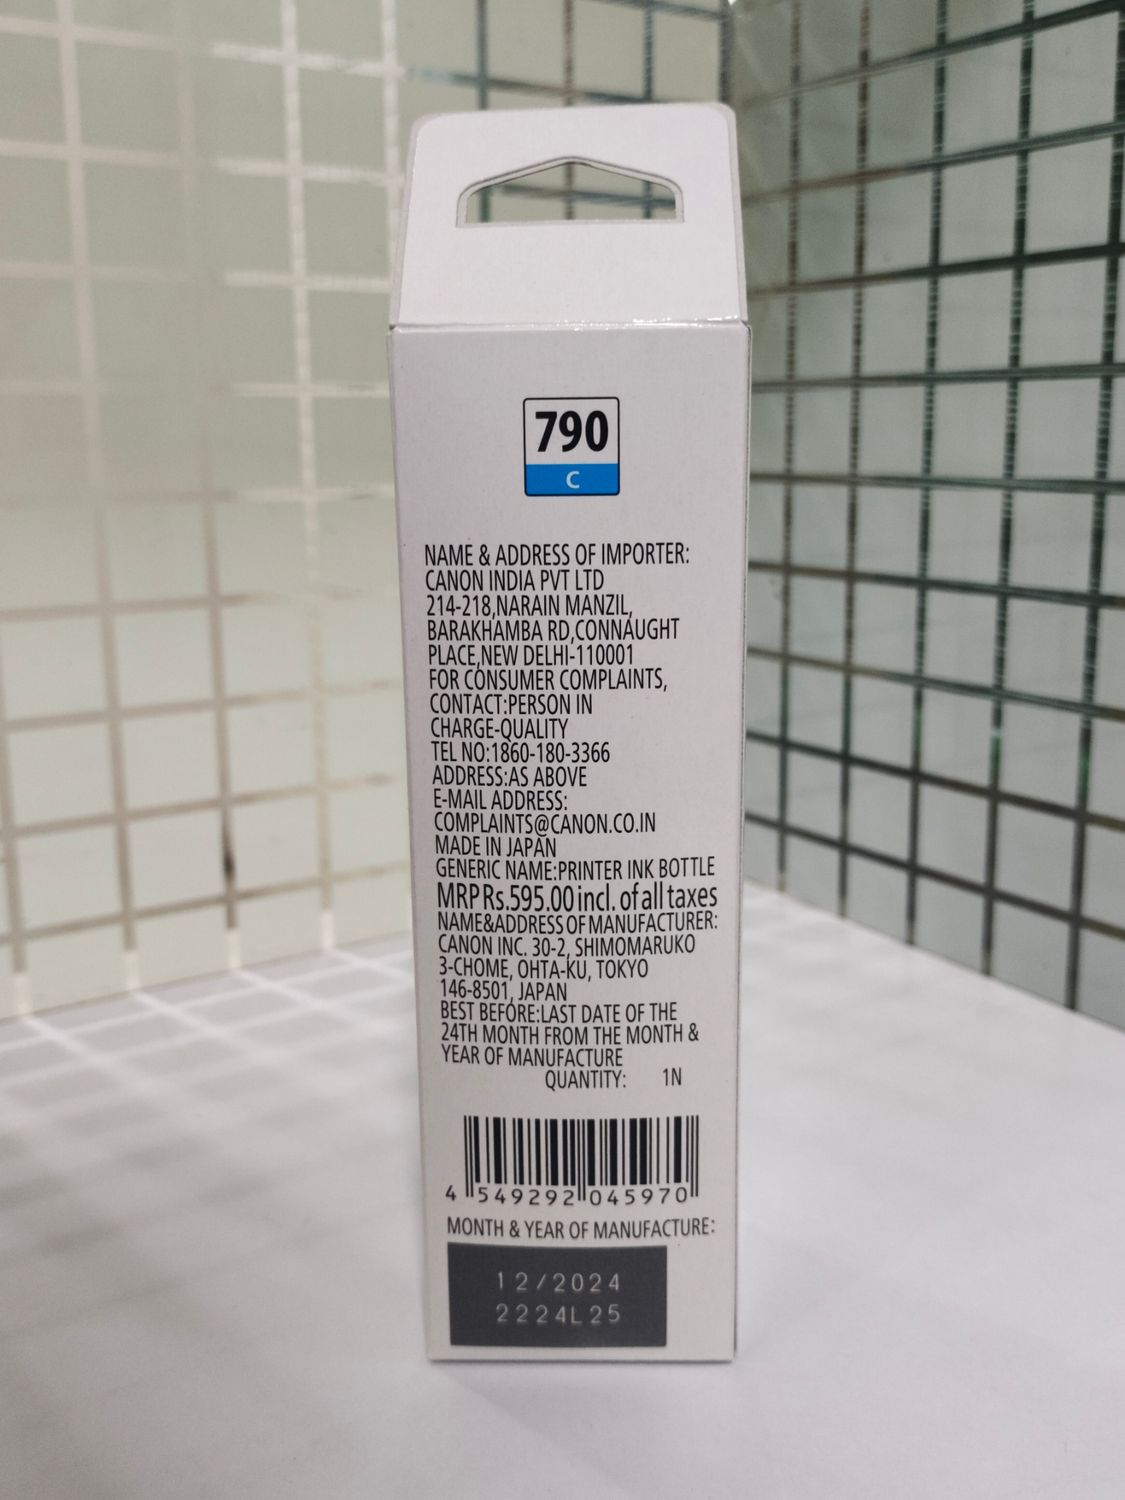 790
C
NAME & ADDRESS OF IMPORTER:
CANON INDIA PVT LTD
214-218,NARAIN MANZIL,
BARAKHAMBA RD,CONNAUGHT
PLACE,NEW DELHI-110001
FOR CONSUMER COMPLAINTS,
CONTACT:PERSON IN
CHARGE-QUALITY
TEL NO:1860-180-3366
ADDRESS:AS ABOVE
E-MAIL ADDRESS:
COMPLAINTS@CANON.CO.IN
MADE IN JAPAN
GENERIC NAME:PRINTER INK BOTTLE
MRP Rs.595.00 incl. of all taxes
NAME&ADDRESS OF MANUFACTURER:
CANON INC. 30-2, SHIMOMARUKO
3-CHOME, OHTA-KU, TOKYO
146-8501, JAPAN
BEST BEFORE:LAST DATE OF THE
24TH MONTH FROM THE MONTH &
YEAR OF MANUFACTURE
QUANTITY: 1N
4 549292 045970
MONTH & YEAR OF MANUFACTURE:
12/2024
2224L25